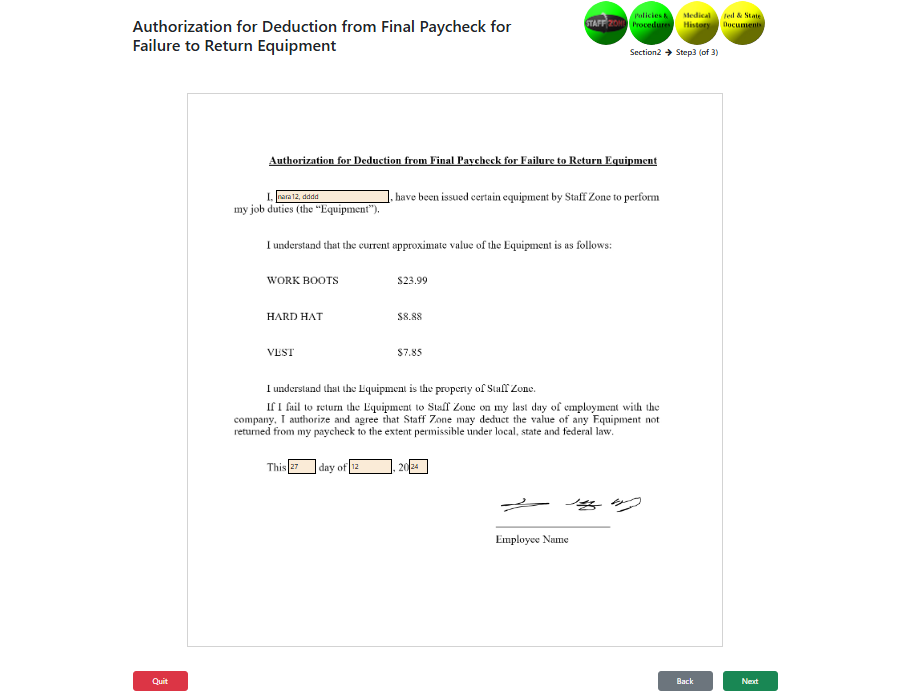 Authorization for Deduction from Final Paycheck for
Failure to Return Equipment
STAFF ZONE
Policies &
Procedures
Medical
History
Fed & State
Documents
Section2 → Step3 (of 3)
Authorization for Deduction from Final Paycheck for Failure to Return Equipment
I, nara12, dddd, have been issued certain equipment by Staff Zone to perform
my job duties (the “Equipment”).
I understand that the current approximate value of the Equipment is as follows:
WORK BOOTS $23.99
HARD HAT $8.88
VEST $7.85
I understand that the Equipment is the property of Staff Zone.
If I fail to return the Equipment to Staff Zone on my last day of employment with the
company, I authorize and agree that Staff Zone may deduct the value of any Equipment not
returned from my paycheck to the extent permissible under local, state and federal law.
This 27 day of 12, 2024
Employee Name
Quit
Back
Next